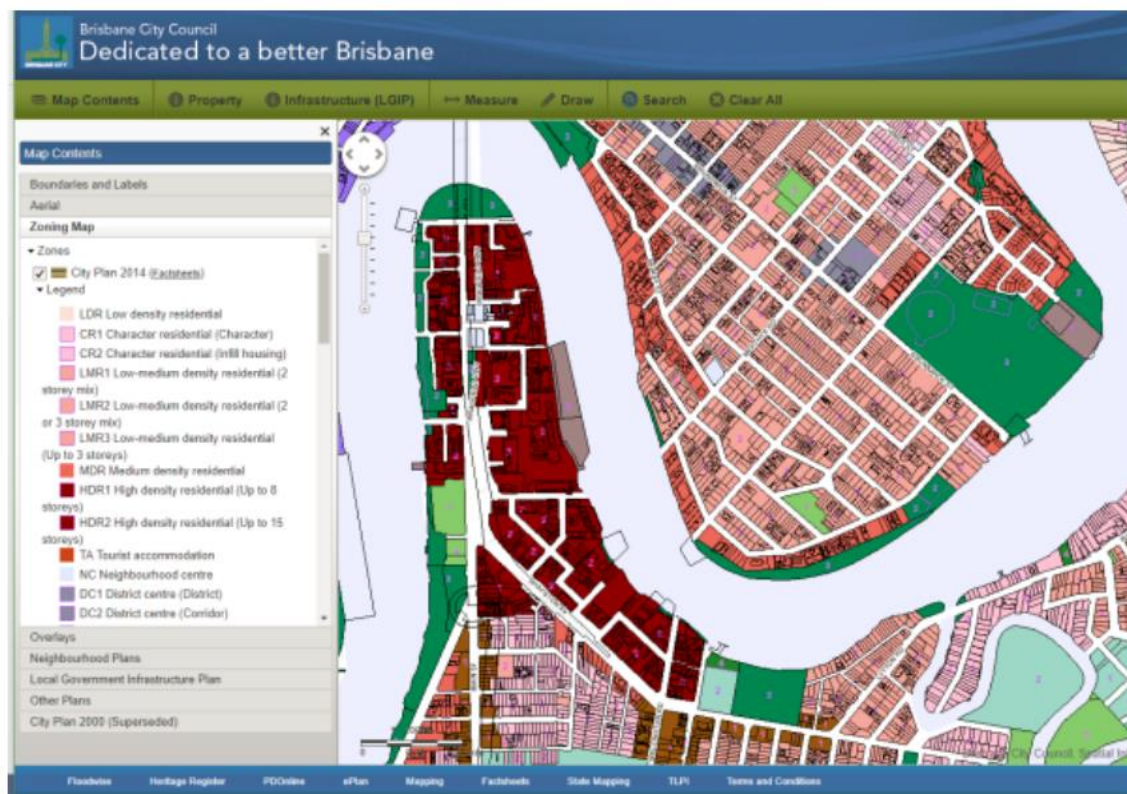 Brisbane City Council
Dedicated to a better Brisbane
BRISBANE CITY
Map Contents Property Infrastructure (LGIP) Measure Draw Search Clear All
Map Contents
Boundaries and Labels
Aerial
Zoning Map
Zones
City Plan 2014 (Factsheets)
Legend
LDR Low density residential
CR1 Character residential (Character)
CR2 Character residential (Infill housing)
LMR1 Low-medium density residential (2
storey mix)
LMR2 Low-medium density residential (2
or 3 storey mix)
LMR3 Low-medium density residential
(Up to 3 storeys)
MDR Medium density residential
HDR1 High density residential (Up to 8
storeys)
HDR2 High density residential (Up to 15
storeys)
TA Tourist accommodation
NC Neighbourhood centre
DC1 District centre (District)
DC2 District centre (Corridor)
Overlays
Neighbourhood Plans
Local Government Infrastructure Plan
Other Plans
City Plan 2000 (Superseded)
City Council, Spatial In
Floodwise Heritage Register PDOnline ePlan Mapping Factsheets State Mapping TLPI Terms and Conditions